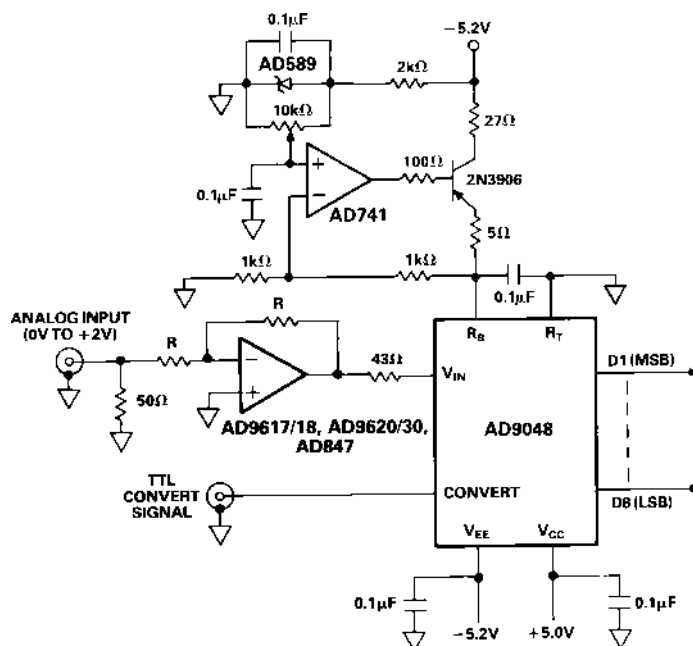 0.1µF
AD589
-5.2V
2kΩ
10kΩ
27Ω
+
100Ω
2N3906
0.1µF
−
AD741
5Ω
1kΩ
1kΩ
0.1µF
ANALOG INPUT
(0V TO +2V)
R
R
R_B
R_T
−
+
43Ω
V_IN
D1 (MSB)
50Ω
AD9617/18, AD9620/30,
AD847
AD9048
TTL
CONVERT
SIGNAL
CONVERT
D8 (LSB)
V_EE
V_CC
0.1µF
0.1µF
-5.2V
+5.0V